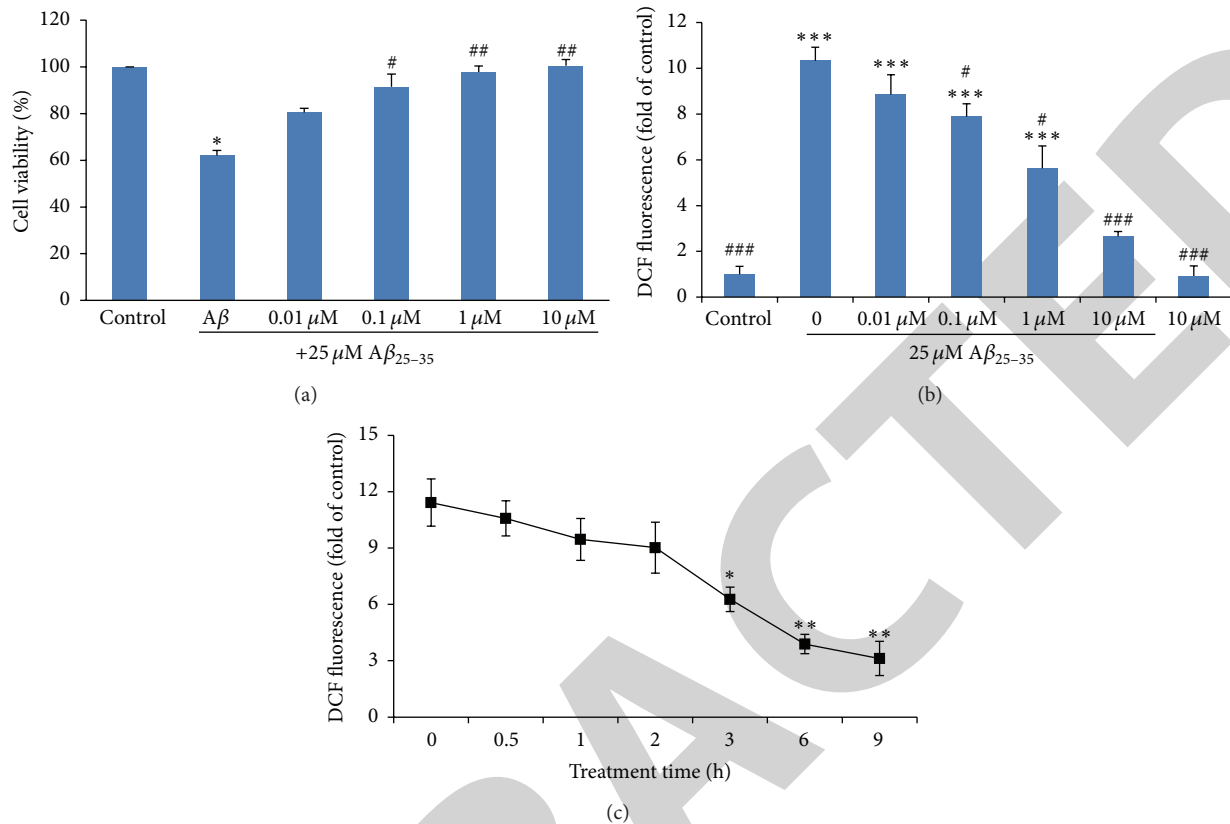 120
100
80
60
40
20
0
Cell viability (%)
*
#
##
##
Control
Aβ
0.01 μM
0.1 μM
1 μM
10 μM
+25 μM Aβ25–35
(a)
12
10
8
6
4
2
0
DCF fluorescence (fold of control)
###
***
***
#
***
#
***
###
###
Control
0
0.01 μM
0.1 μM
1 μM
10 μM
10 μM
25 μM Aβ25–35
(b)
15
12
9
6
3
0
DCF fluorescence (fold of control)
*
**
**
0
0.5
1
2
3
6
9
Treatment time (h)
(c)